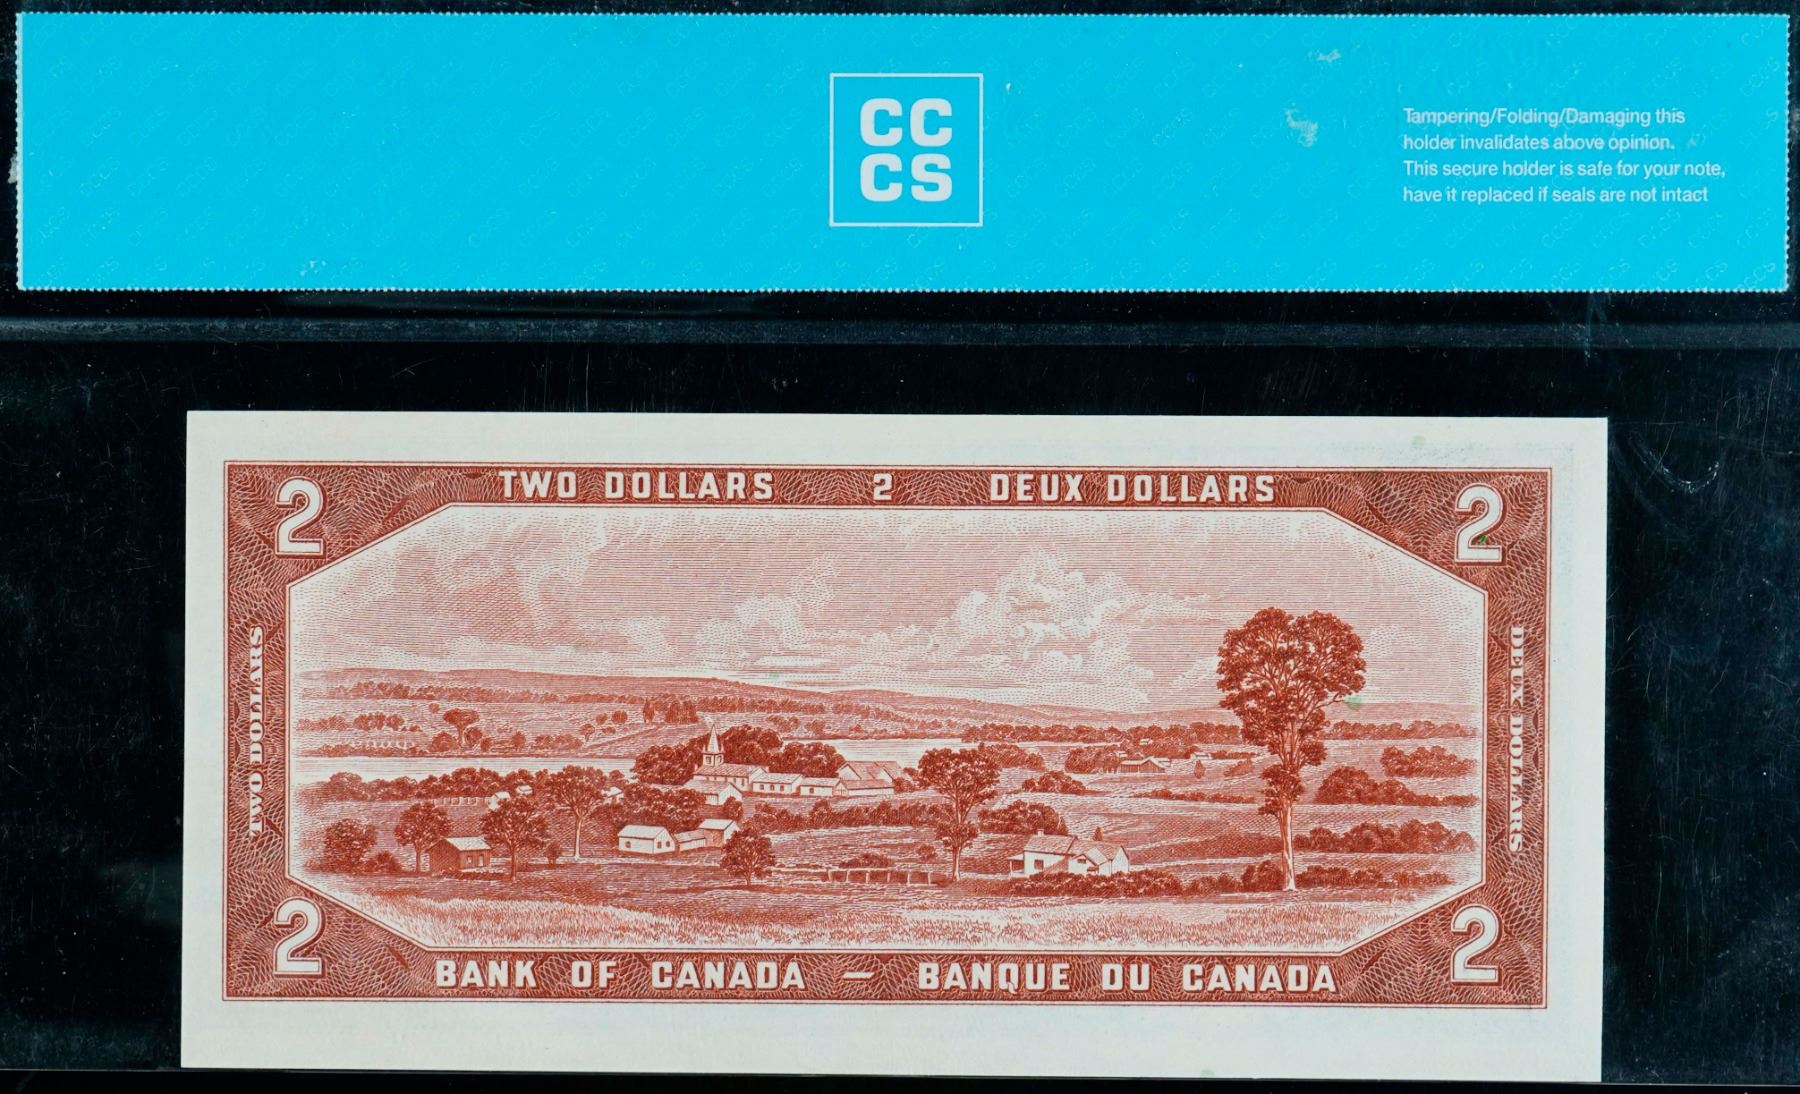 CC
CS
Tampering/Folding/Damaging this
holder invalidates above opinion.
This secure holder is safe for your note,
have it replaced if seals are not intact
TWO DOLLARS 2 DEUX DOLLARS
2 2
TWO DOLLARS
DEUX DOLLARS
2 2
BANK OF CANADA — BANQUE DU CANADA